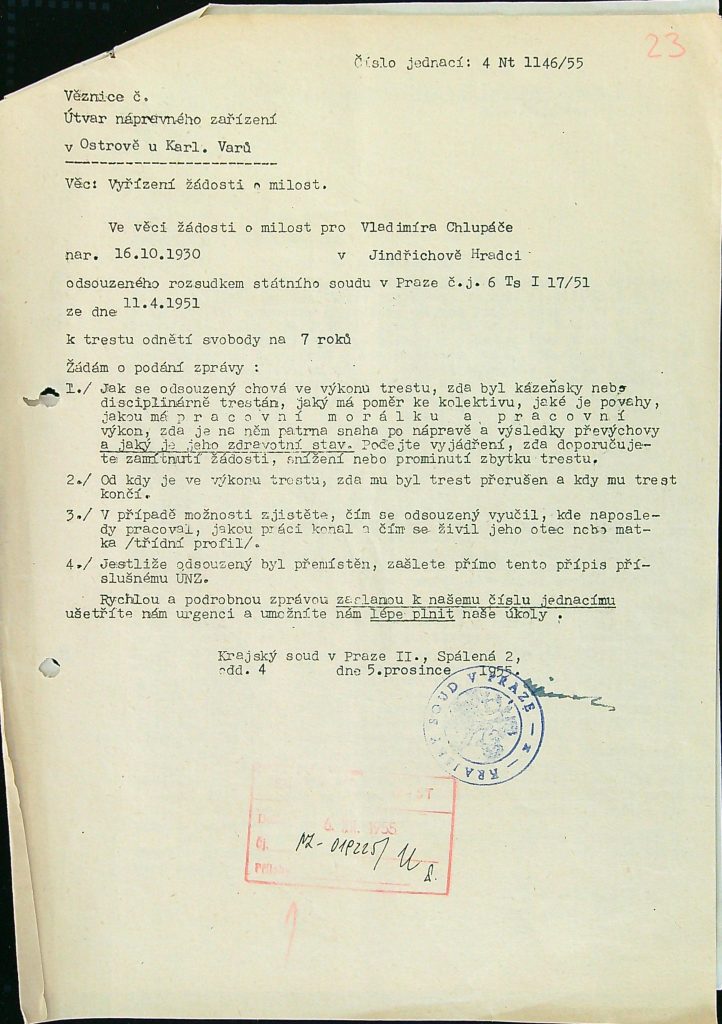 23
Číslo jednací: 4 Nt 1146/55
Věznice č.
Útvar nápravného zařízení
v Ostrově u Karl. Varů
Věc: Vyřízení žádosti o milost.
Ve věci žádosti o milost pro Vladimíra Chlupáče
nar. 16.10.1930 v Jindřichově Hradci
odsouzeného rozsudkem státního soudu v Praze č.j. 6 Ts I 17/51
ze dne 11.4.1951
k trestu odnětí svobody na 7 roků
Žádám o podání zprávy :
1./ Jak se odsouzený chová ve výkonu trestu, zda byl kázeňsky nebo
disciplinárně trestán, jaký má poměr ke kolektivu, jaké je povahy,
jakou má p r a c o v n í m o r á l k u a p r a c o v n í
výkon, zda je na něm patrna snaha po nápravě a výsledky převýchovy
a jaký je jeho zdravotní stav. Podejte vyjádření, zda doporučuje-
te zamítnutí žádosti, snížení nebo prominutí zbytku trestu.
2./ Od kdy je ve výkonu trestu, zda mu byl trest přerušen a kdy mu trest
končí.
3./ V případě možnosti zjistěte, čím se odsouzený vyučil, kde naposle-
dy pracoval, jakou práci konal a čím se živil jeho otec nebo mat-
ka /třídní profil/.
4./ Jestliže odsouzený byl přemístěn, zašlete přímo tento přípis pří-
slušnému UNZ.
Rychlou a podrobnou zprávou zaslanou k našemu číslu jednacímu
ušetříte nám urgenci a umožníte nám lépe plnit naše úkoly .
Krajský soud v Praze II., Spálená 2,
odd. 4 dne 5.prosince 1955.
KRAJSKÝ SOUD V PRAZE
6. XII. 1955
čj.